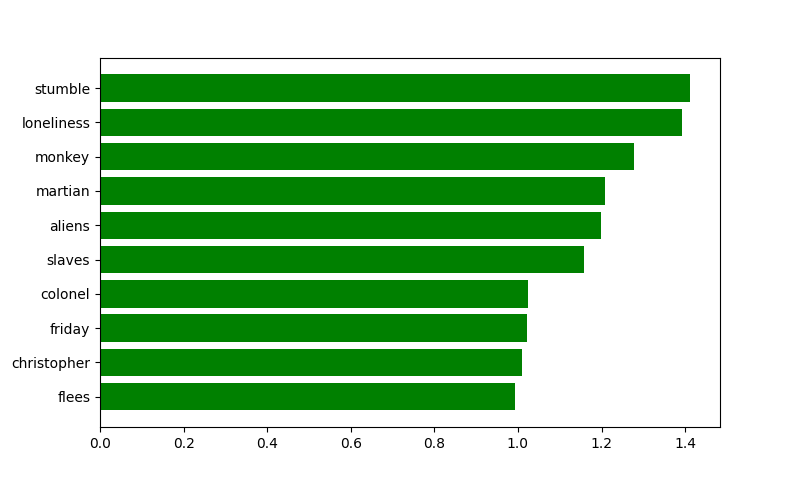 stumble
loneliness
monkey
martian
aliens
slaves
colonel
friday
christopher
flees
0.0 0.2 0.4 0.6 0.8 1.0 1.2 1.4